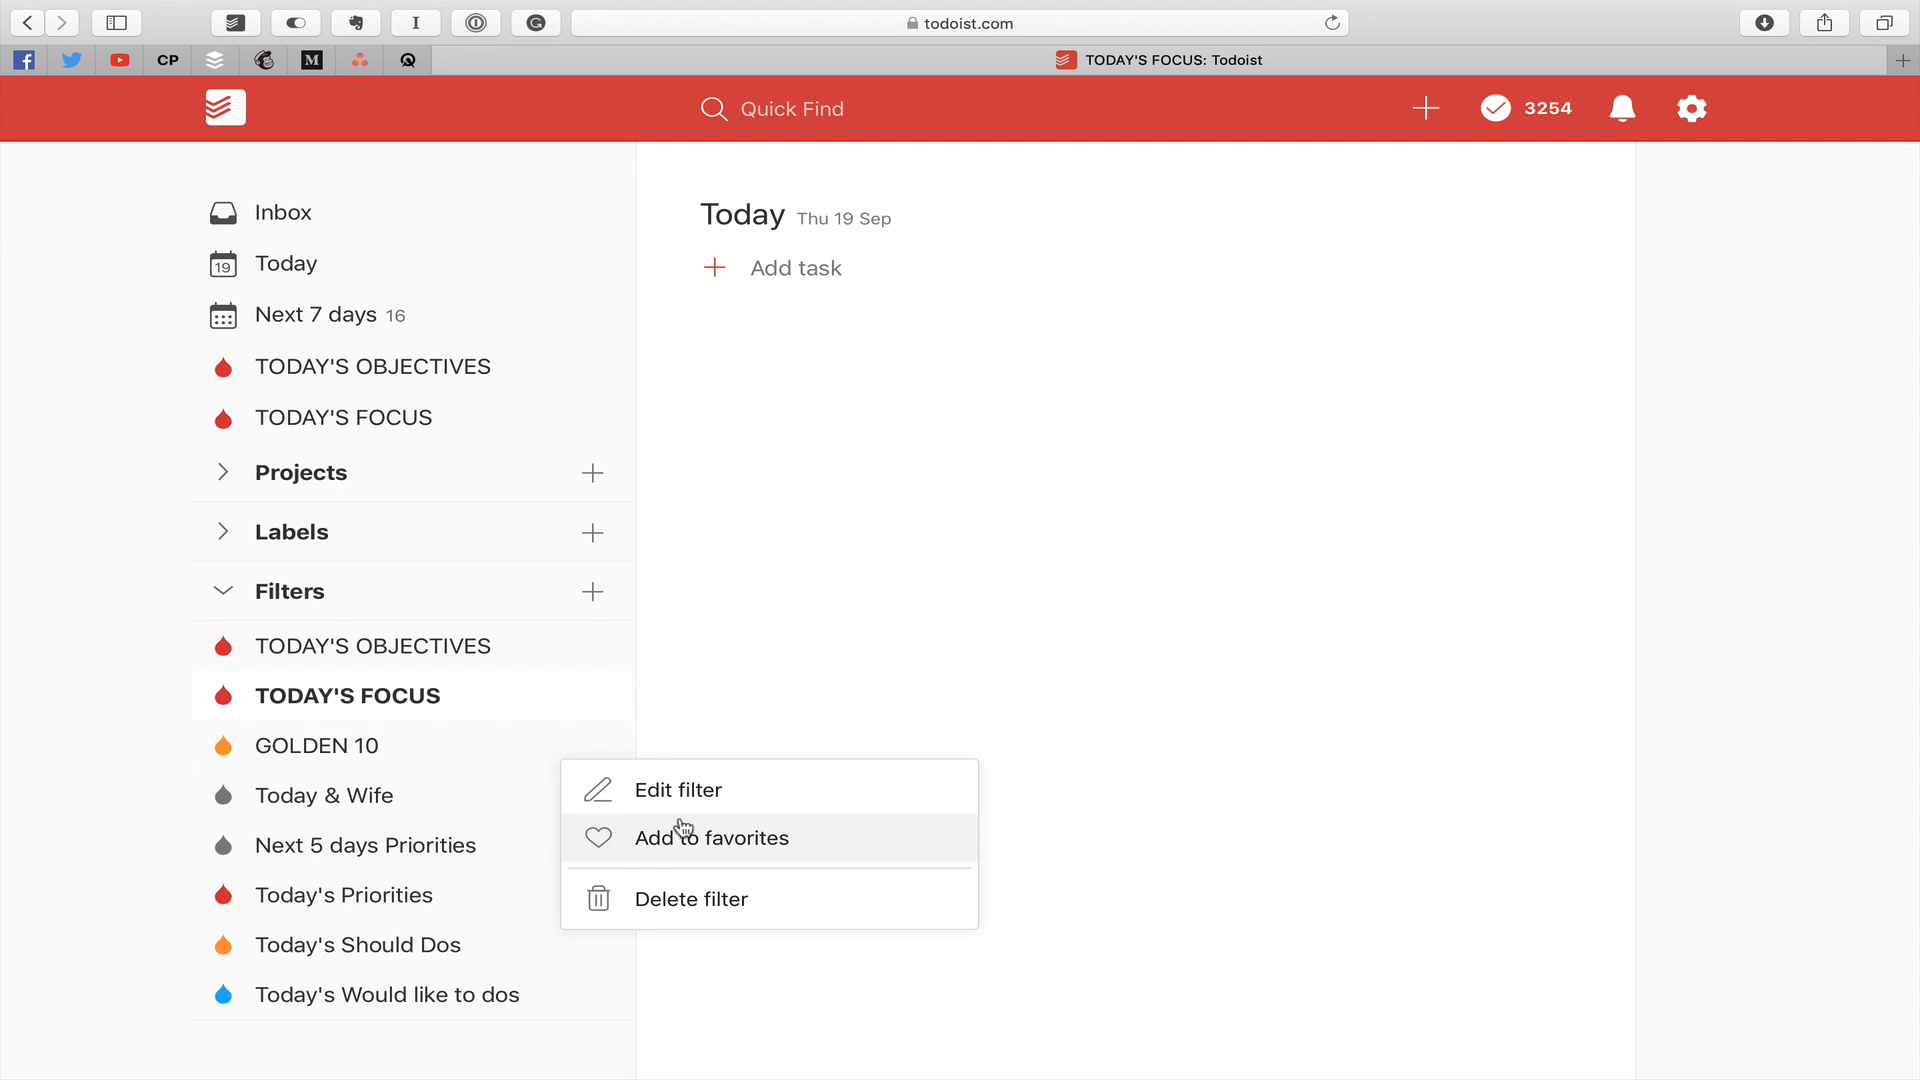 todoist.com
CP
M
TODAY'S FOCUS: Todoist
Quick Find
3254
Inbox
19
Today
Next 7 days 16
TODAY'S OBJECTIVES
TODAY'S FOCUS
Projects
Labels
Filters
TODAY'S OBJECTIVES
TODAY'S FOCUS
GOLDEN 10
Today & Wife
Next 5 days Priorities
Today's Priorities
Today's Should Dos
Today's Would like to dos
Today Thu 19 Sep
Add task
Edit filter
Add to favorites
Delete filter